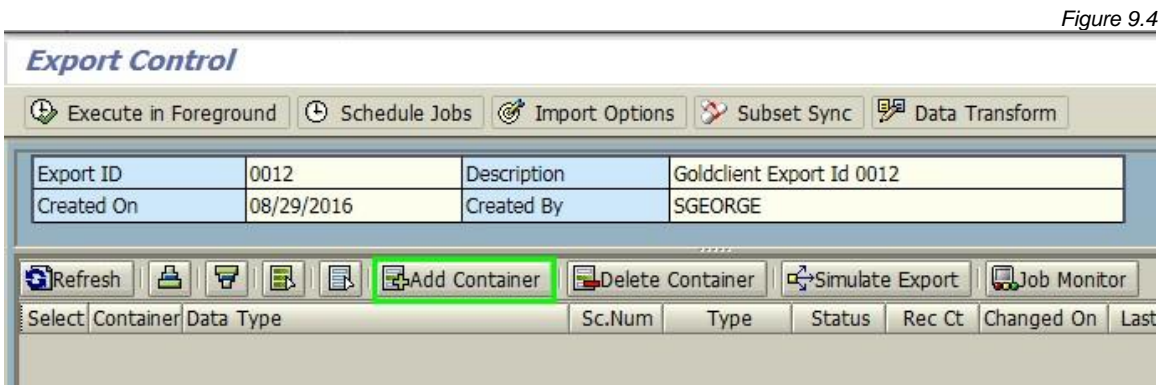 Figure 9.4
Export Control
Execute in Foreground Schedule Jobs Import Options Subset Sync Data Transform
Export ID 0012 Description Goldclient Export Id 0012
Created On 08/29/2016 Created By SGEORGE
Refresh Add Container Delete Container Simulate Export Job Monitor
Select Container Data Type Sc.Num Type Status Rec Ct Changed On Last